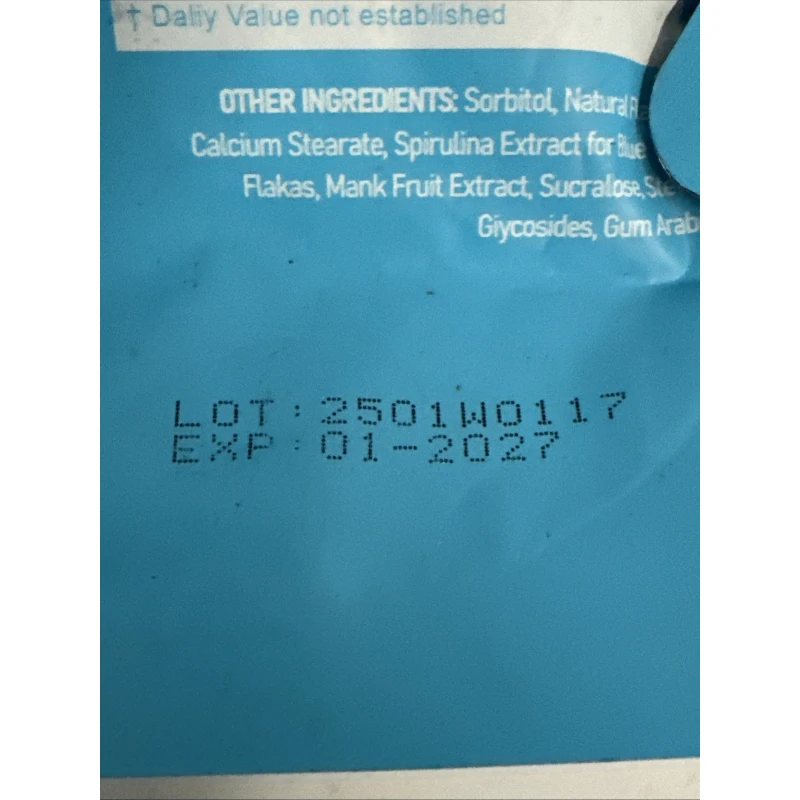 † Daliy Value not established
OTHER INGREDIENTS: Sorbitol, Natural
Calcium Stearate, Spirulina Extract for Blue
Flakas, Mank Fruit Extract, Sucralose,
Giycosides, Gum
LOT:2501W0117
EXP:01-2027